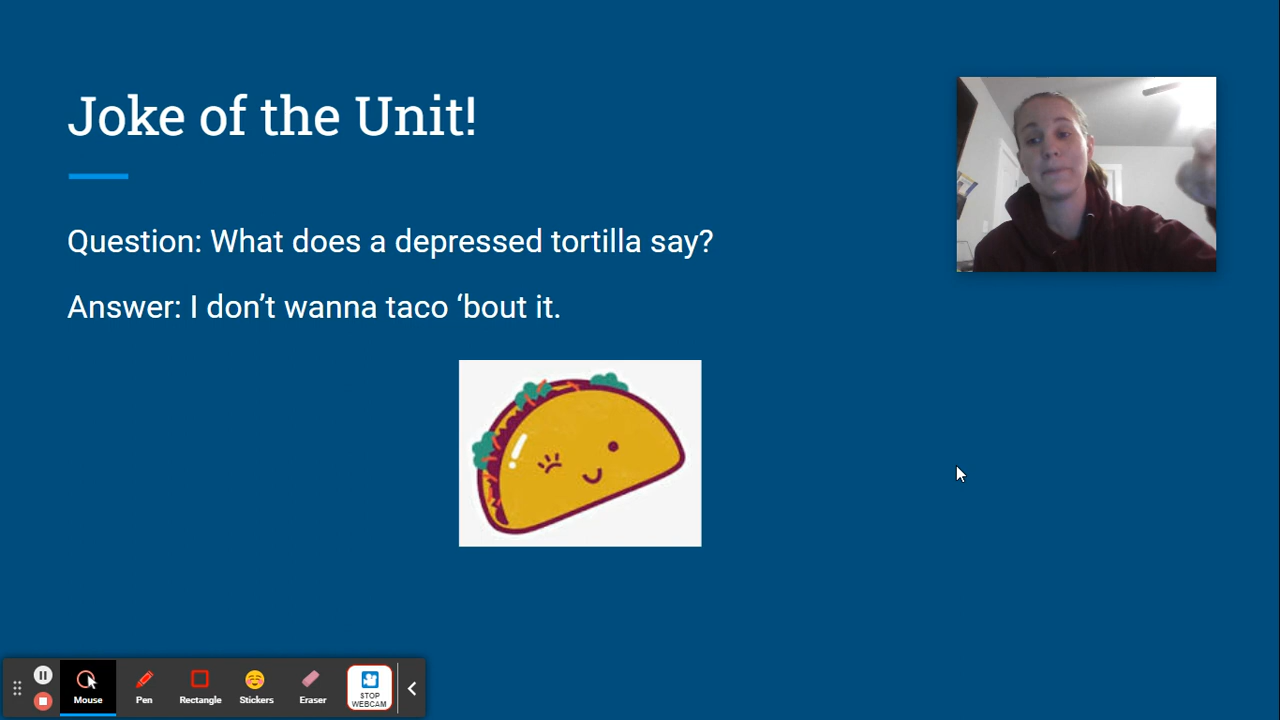 Joke of the Unit!
Question: What does a depressed tortilla say?
Answer: I don’t wanna taco ‘bout it.
Mouse
Pen
Rectangle
Stickers
Eraser
STOP
WEBCAM